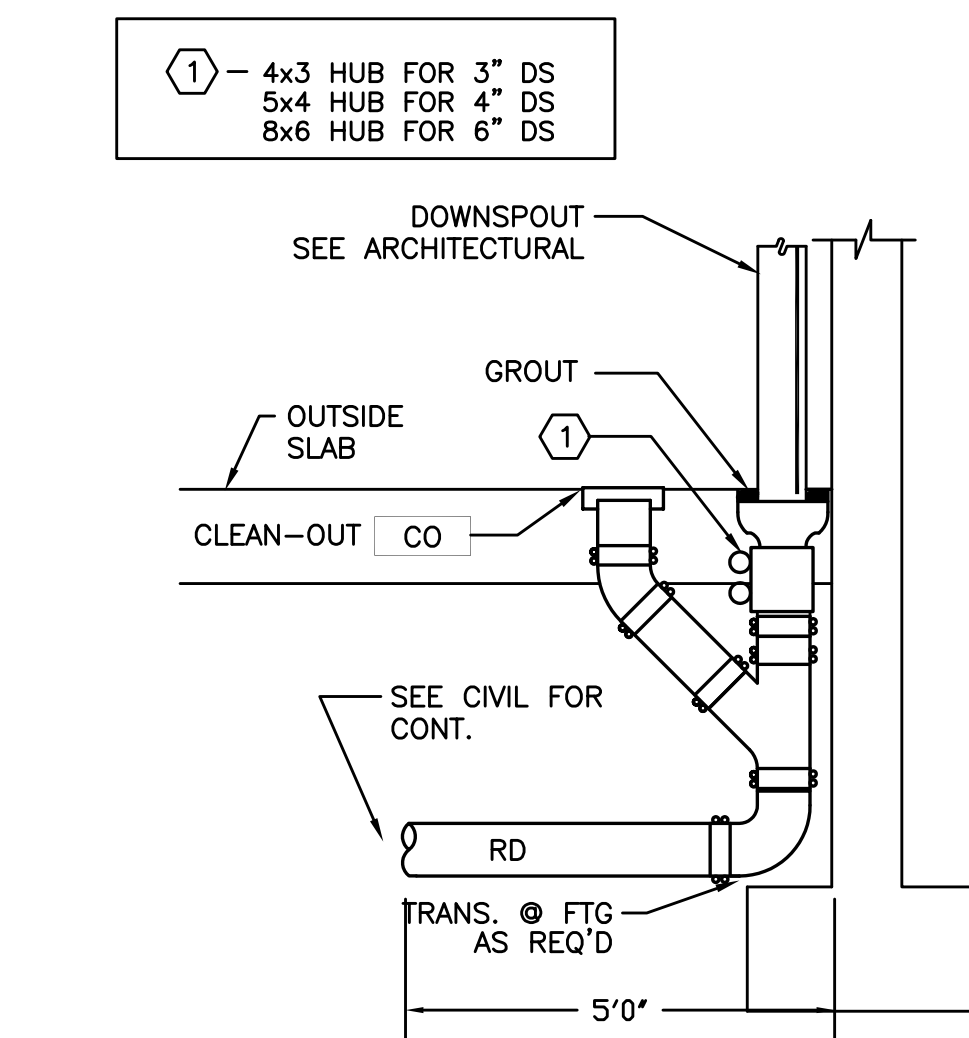 1 – 4x3 HUB FOR 3" DS
5x4 HUB FOR 4" DS
8x6 HUB FOR 6" DS
DOWNSPOUT
SEE ARCHITECTURAL
GROUT
OUTSIDE
SLAB
1
CLEAN–OUT CO
SEE CIVIL FOR
CONT.
RD
TRANS. @ FTG
AS REQ'D
5'0"